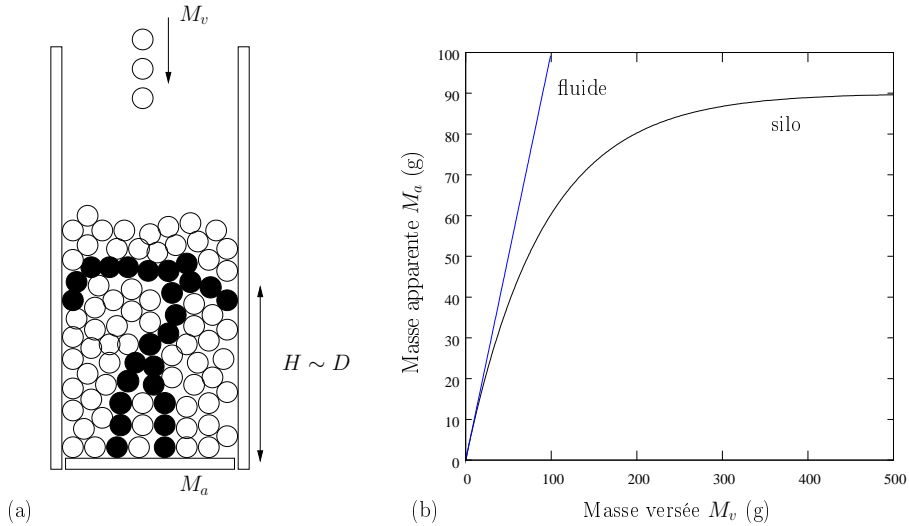 M_v
H ∼ D
M_a
(a)
100
90
80
70
60
50
40
30
20
10
0
fluide
silo
Masse apparente M_a (g)
0
100
200
300
400
500
Masse versée M_v (g)
(b)